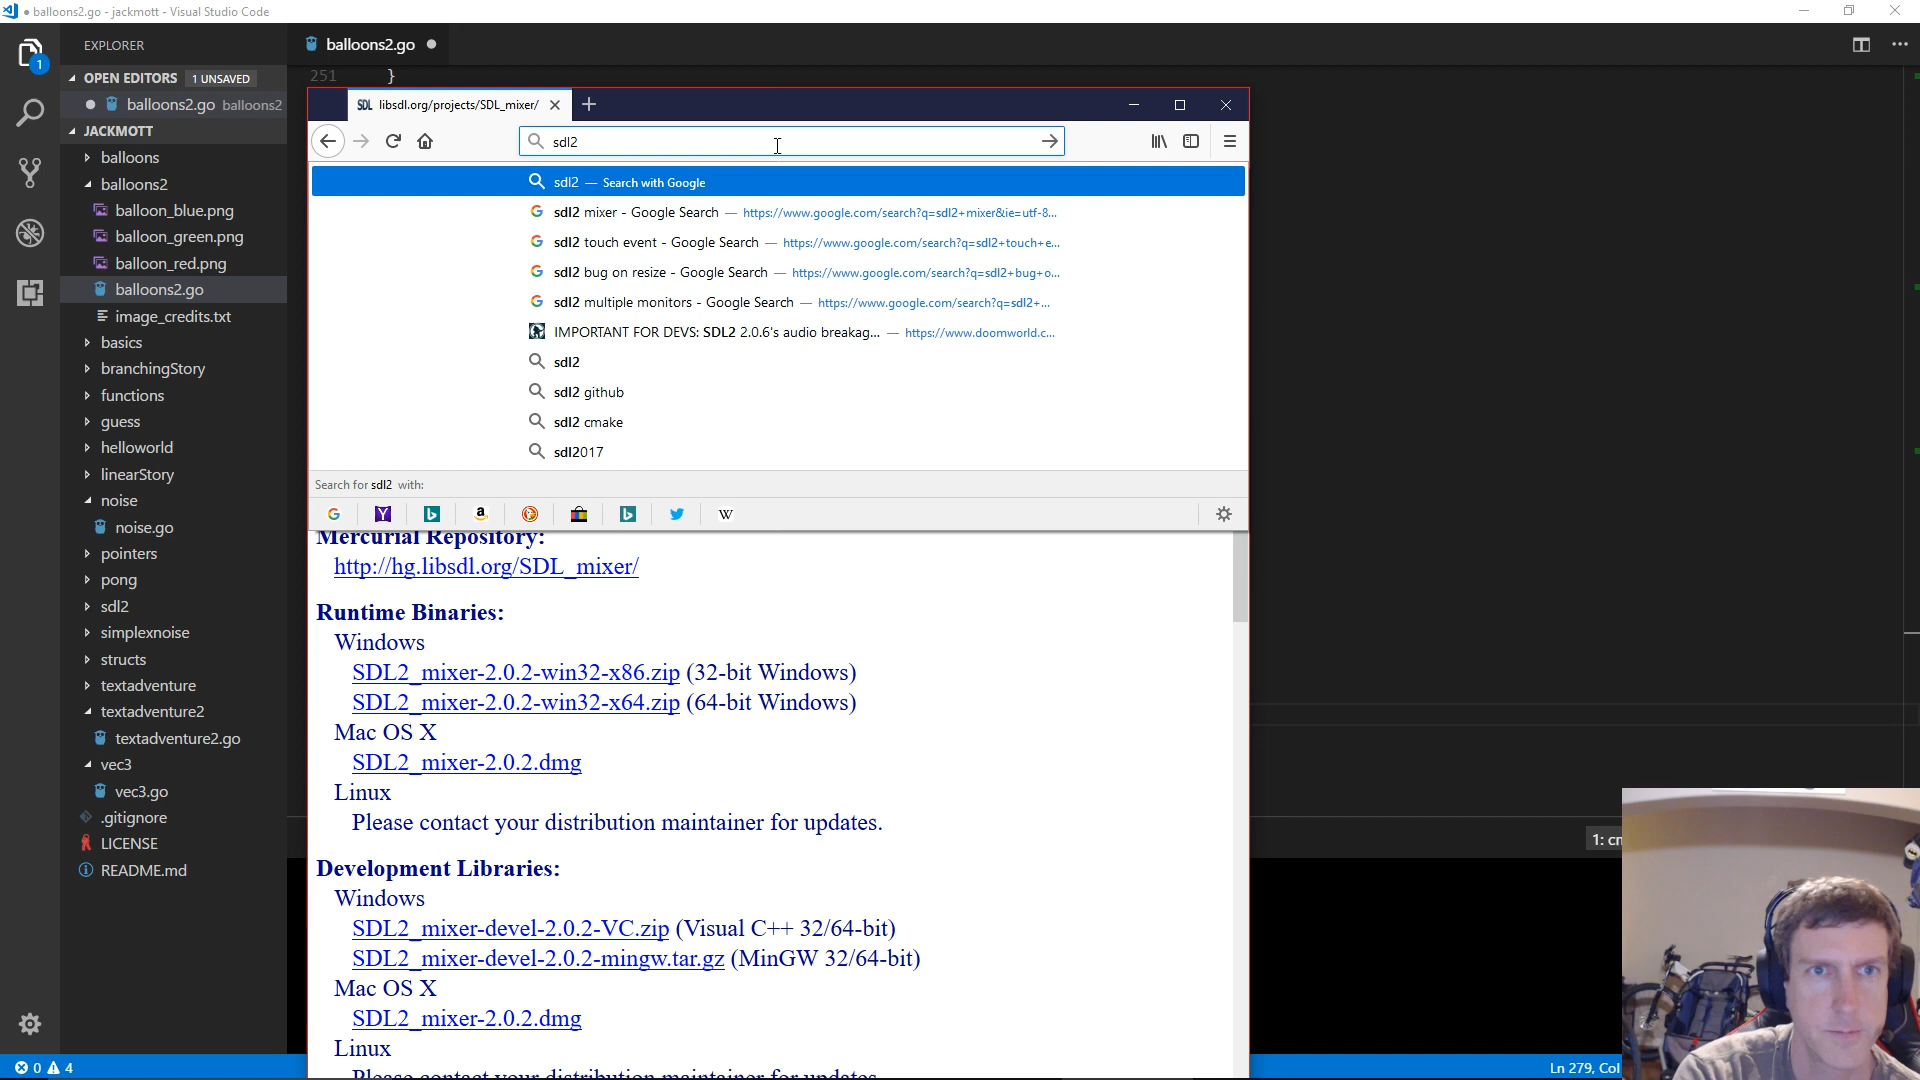 balloons2.go - jackmott - Visual Studio Code
EXPLORER
OPEN EDITORS 1 UNSAVED
balloons2.go balloons2
JACKMOTT
balloons
balloons2
balloon_blue.png
balloon_green.png
balloon_red.png
balloons2.go
image_credits.txt
basics
branchingStory
functions
guess
helloworld
linearStory
noise
noise.go
pointers
pong
sdl2
simplexnoise
structs
textadventure
textadventure2
textadventure2.go
vec3
vec3.go
.gitignore
LICENSE
README.md
1
0 4
balloons2.go
251 }
SDL libsdl.org/projects/SDL_mixer/
sdl2
sdl2 — Search with Google
sdl2 mixer - Google Search — https://www.google.com/search?q=sdl2+mixer&ie=utf-8...
sdl2 touch event - Google Search — https://www.google.com/search?q=sdl2+touch+e...
sdl2 bug on resize - Google Search — https://www.google.com/search?q=sdl2+bug+o...
sdl2 multiple monitors - Google Search — https://www.google.com/search?q=sdl2+...
IMPORTANT FOR DEVS: SDL2 2.0.6's audio breakag... — https://www.doomworld.c...
sdl2
sdl2 github
sdl2 cmake
sdl2017
Search for sdl2 with:
Mercurial Repository:
http://hg.libsdl.org/SDL_mixer/
Runtime Binaries:
Windows
SDL2_mixer-2.0.2-win32-x86.zip (32-bit Windows)
SDL2_mixer-2.0.2-win32-x64.zip (64-bit Windows)
Mac OS X
SDL2_mixer-2.0.2.dmg
Linux
Please contact your distribution maintainer for updates.
Development Libraries:
Windows
SDL2_mixer-devel-2.0.2-VC.zip (Visual C++ 32/64-bit)
SDL2_mixer-devel-2.0.2-mingw.tar.gz (MinGW 32/64-bit)
Mac OS X
SDL2_mixer-2.0.2.dmg
Linux
Please contact your distribution maintainer for updates.
1: cm
Ln 279, Col